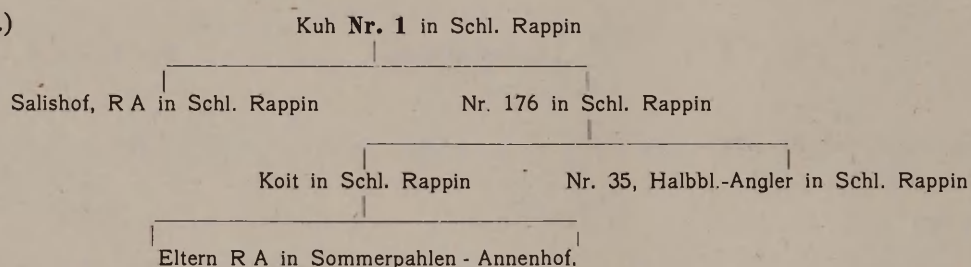 .) Kuh Nr. 1 in Schl. Rappin
Salishof, R A in Schl. Rappin Nr. 176 in Schl. Rappin
Koit in Schl. Rappin Nr. 35, Halbbl.-Angler in Schl. Rappin
Eltern R A in Sommerpahlen - Annenhof.